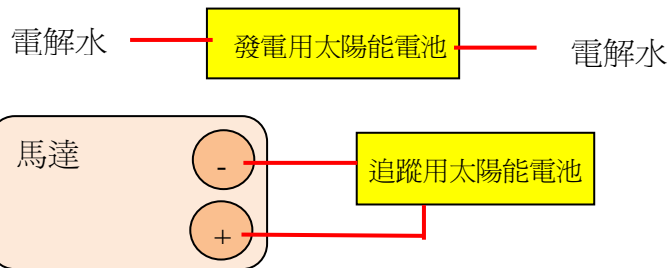 電解水
發電用太陽能電池
電解水
馬達
-
追蹤用太陽能電池
+